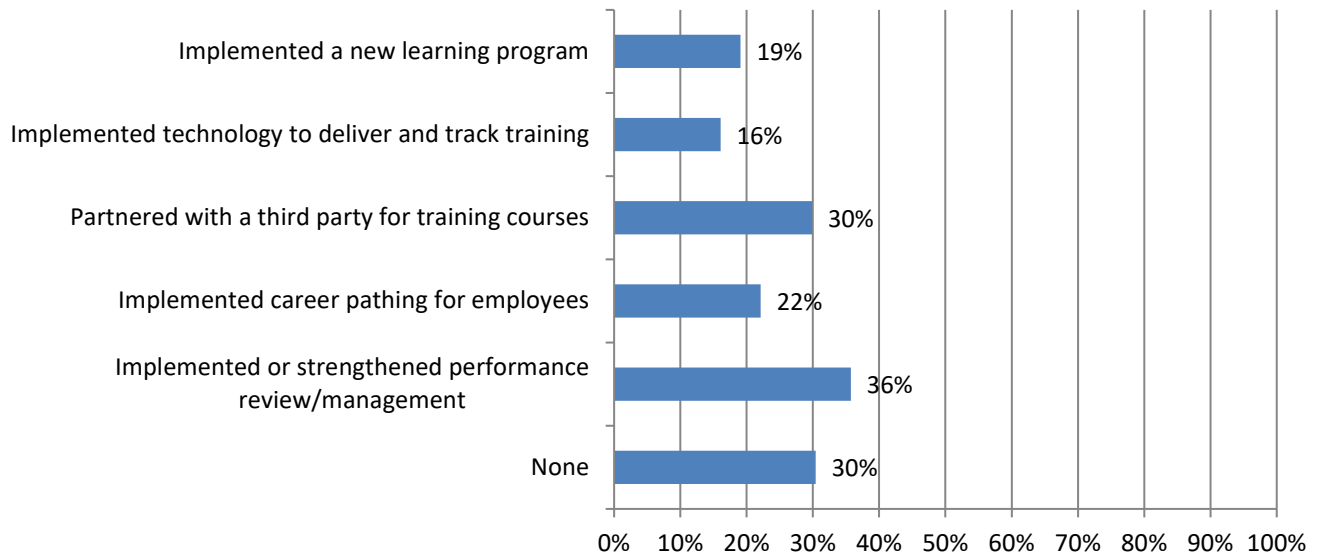 Implemented a new learning program
19%
Implemented technology to deliver and track training
16%
Partnered with a third party for training courses
30%
Implemented career pathing for employees
22%
Implemented or strengthened performance
review/management
36%
None
30%
0% 10% 20% 30% 40% 50% 60% 70% 80% 90% 100%